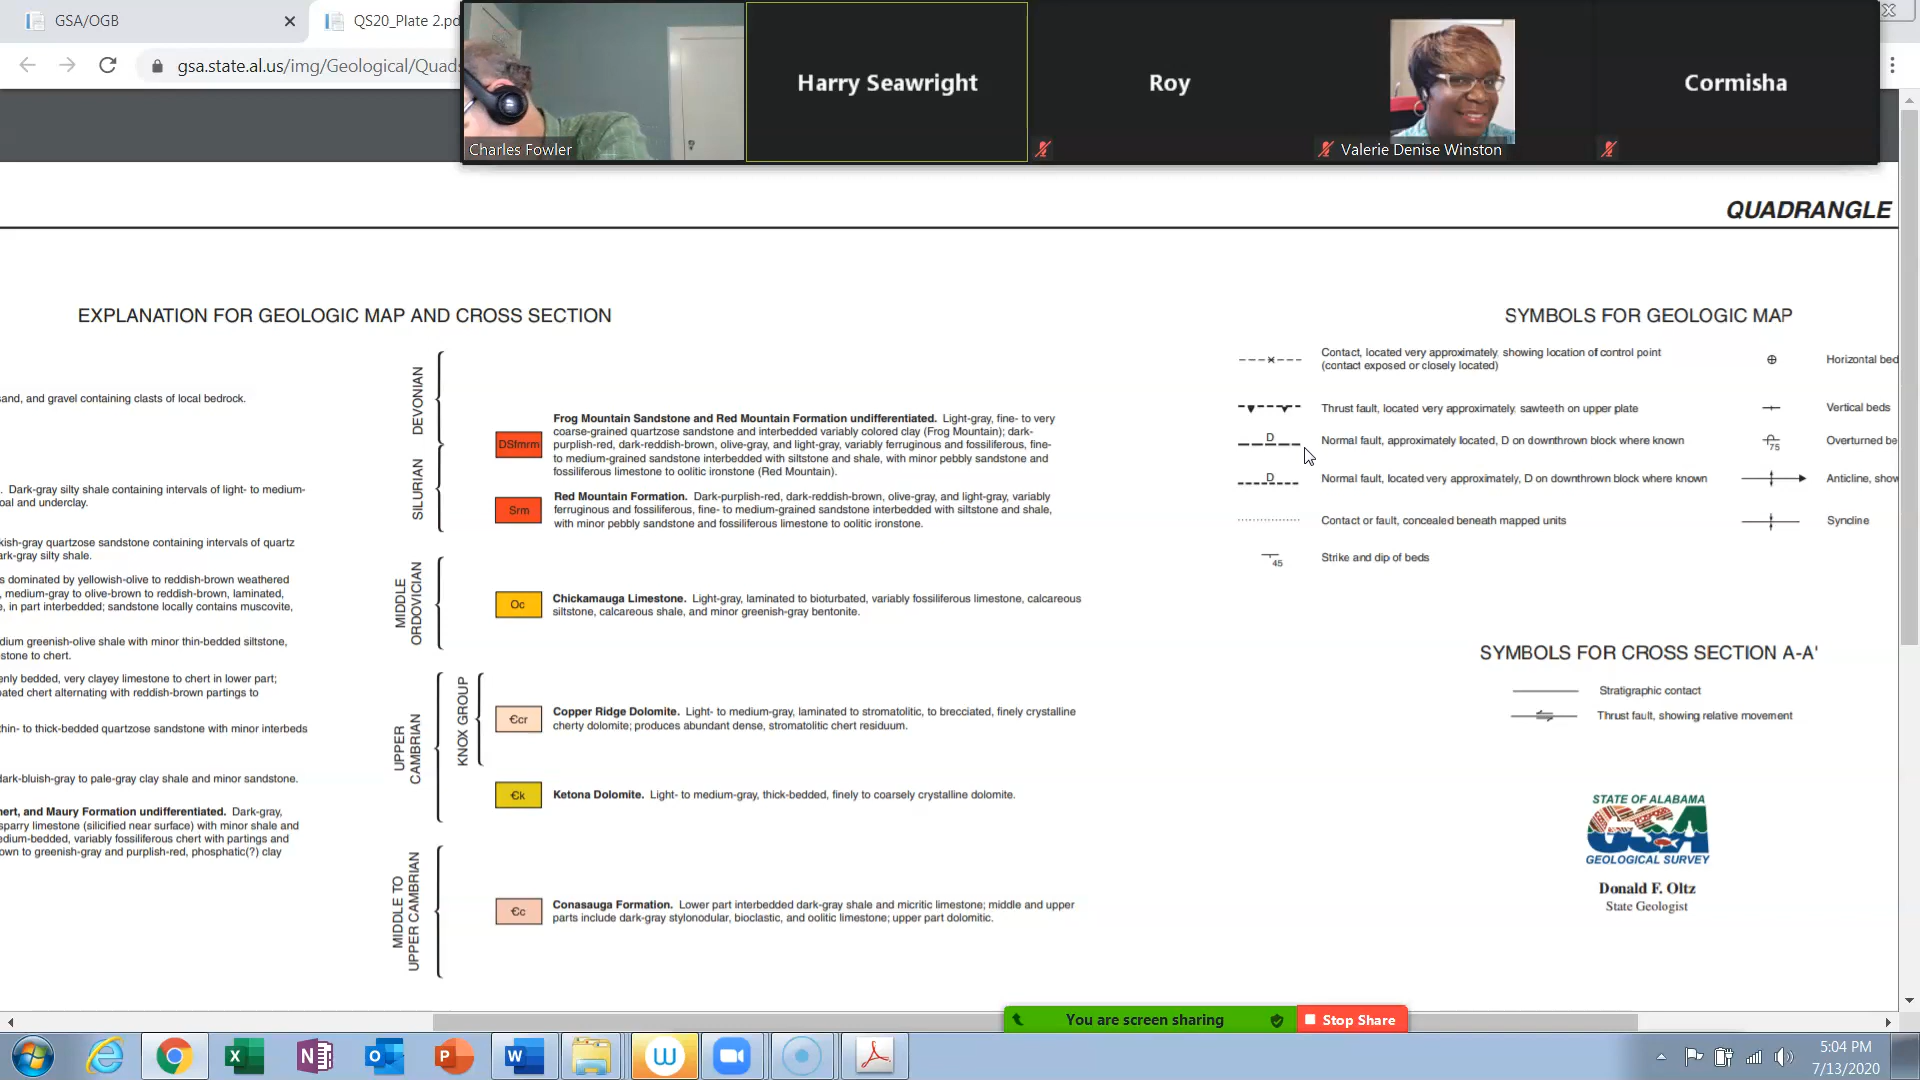 GSA/OGB
QS20_Plate 2.pd
gsa.state.al.us/img/Geological/Quads
Charles Fowler
Harry Seawright
Roy
Valerie Denise Winston
Cormisha
QUADRANGLE
EXPLANATION FOR GEOLOGIC MAP AND CROSS SECTION
sand, and gravel containing clasts of local bedrock.
. Dark-gray silty shale containing intervals of light- to medium-
oal and underclay.
kish-gray quartzose sandstone containing intervals of quartz
ark-gray silty shale.
s dominated by yellowish-olive to reddish-brown weathered
, medium-gray to olive-brown to reddish-brown, laminated,
e, in part interbedded; sandstone locally contains muscovite,
dium greenish-olive shale with minor thin-bedded siltstone,
stone to chert.
enly bedded, very clayey limestone to chert in lower part;
ated chert alternating with reddish-brown partings to
thin- to thick-bedded quartzose sandstone with minor interbeds
dark-bluish-gray to pale-gray clay shale and minor sandstone.
nert, and Maury Formation undifferentiated. Dark-gray,
sparry limestone (silicified near surface) with minor shale and
edium-bedded, variably fossiliferous chert with partings and
own to greenish-gray and purplish-red, phosphatic(?) clay
DEVONIAN
SILURIAN
DSfmrm
Frog Mountain Sandstone and Red Mountain Formation undifferentiated. Light-gray, fine- to very
coarse-grained quartzose sandstone and interbedded variably colored clay (Frog Mountain); dark-
purplish-red, dark-reddish-brown, olive-gray, and light-gray, variably ferruginous and fossiliferous, fine-
to medium-grained sandstone interbedded with siltstone and shale, with minor pebbly sandstone and
fossiliferous limestone to oolitic ironstone (Red Mountain).
Srm
Red Mountain Formation. Dark-purplish-red, dark-reddish-brown, olive-gray, and light-gray, variably
ferruginous and fossiliferous, fine- to medium-grained sandstone interbedded with siltstone and shale,
with minor pebbly sandstone and fossiliferous limestone to oolitic ironstone.
MIDDLE
ORDOVICIAN
Oc
Chickamauga Limestone. Light-gray, laminated to bioturbated, variably fossiliferous limestone, calcareous
siltstone, calcareous shale, and minor greenish-gray bentonite.
UPPER
CAMBRIAN
KNOX GROUP
€cr
Copper Ridge Dolomite. Light- to medium-gray, laminated to stromatolitic, to brecciated, finely crystalline
cherty dolomite; produces abundant dense, stromatolitic chert residuum.
€k
Ketona Dolomite. Light- to medium-gray, thick-bedded, finely to coarsely crystalline dolomite.
MIDDLE TO
UPPER CAMBRIAN
€c
Conasauga Formation. Lower part interbedded dark-gray shale and micritic limestone; middle and upper
parts include dark-gray stylonodular, bioclastic, and oolitic limestone; upper part dolomitic.
SYMBOLS FOR GEOLOGIC MAP
Contact, located very approximately, showing location of control point
(contact exposed or closely located)
Thrust fault, located very approximately, sawteeth on upper plate
D
Normal fault, approximately located, D on downthrown block where known
D
Normal fault, located very approximately, D on downthrown block where known
Contact or fault, concealed beneath mapped units
45
Strike and dip of beds
Horizontal bed
Vertical beds
75
Overturned be
Anticline, show
Syncline
SYMBOLS FOR CROSS SECTION A-A'
Stratigraphic contact
Thrust fault, showing relative movement
STATE OF ALABAMA
GSA
GEOLOGICAL SURVEY
Donald F. Oltz
State Geologist
You are screen sharing
Stop Share
5:04 PM
7/13/2020